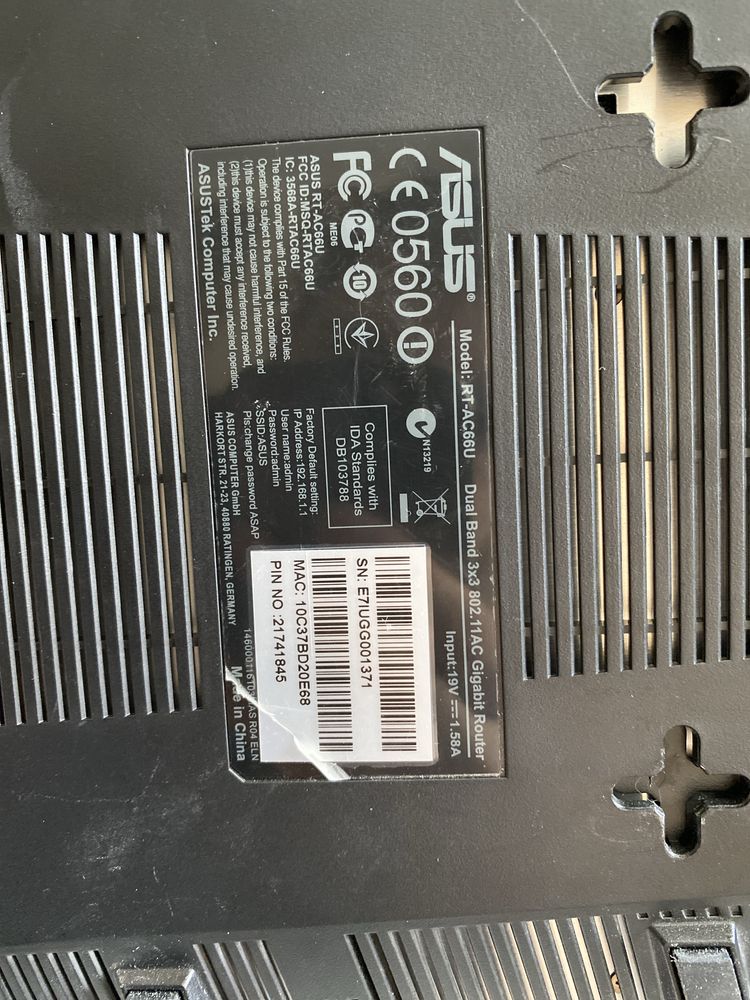 ASUS®
Model: RT-AC66U Dual Band 3x3 802.11AC Gigabit Router
Input:19V 1.58A
CE0560
N13219
FC
10
ME06
Complies with
IDA Standards
DB103788
ASUS RT-AC66U
FCC ID:MSQ-RTAC66U
IC: 3568A-RTAC66U
The device complies with Part 15 of the FCC Rules.
Operation is subject to the following two conditions:
(1)this device may not cause harmful interference, and
(2)this device must accept any interference received,
including interference that may cause undesired operation.
ASUSTek Computer Inc.
Factory Default setting:
IP Address:192.168.1.1
User name:admin
Password:admin
SSID:ASUS
Pls:change password ASAP
ASUS COMPUTER GmbH
HARKORT STR. 21-23,40880 RATINGEN, GERMANY
SN: E7IUGG001371
MAC: 10C37BD20E68
PIN NO :21741845
R04 ELN
Made in China